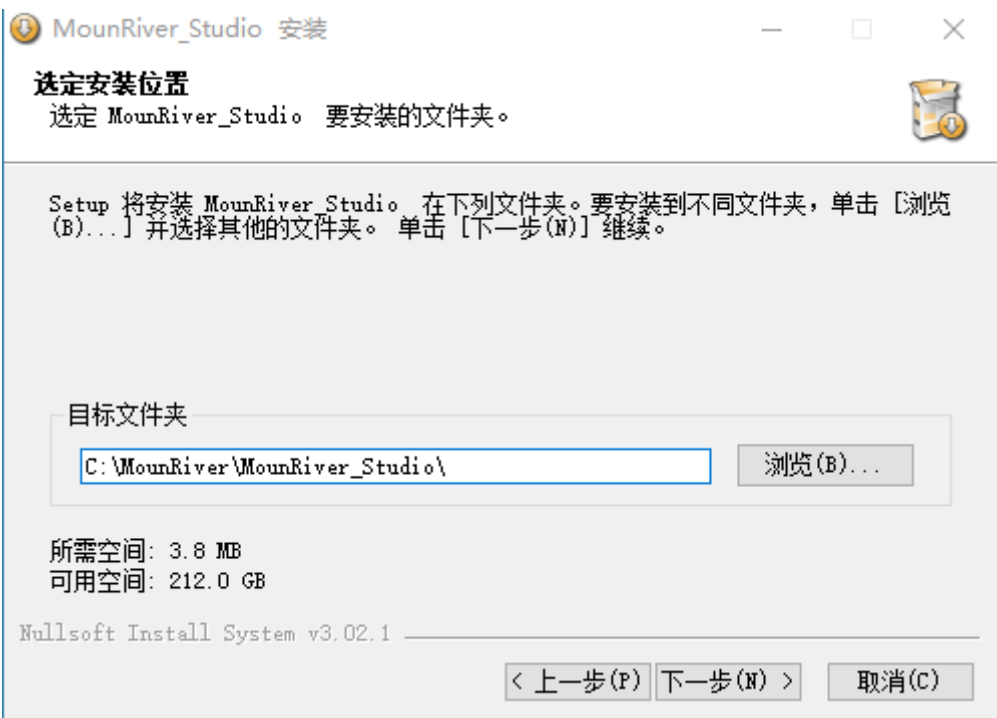 MounRiver_Studio 安装
选定安装位置
选定 MounRiver_Studio 要安装的文件夹。
Setup 将安装 MounRiver_Studio 在下列文件夹。要安装到不同文件夹，单击 [浏览
(B)...] 并选择其他的文件夹。 单击 [下一步(N)] 继续。
目标文件夹
C:\MounRiver\MounRiver_Studio\
浏览(B)...
所需空间: 3.8 MB
可用空间: 212.0 GB
Nullsoft Install System v3.02.1
< 上一步(P) 下一步(N) > 取消(C)